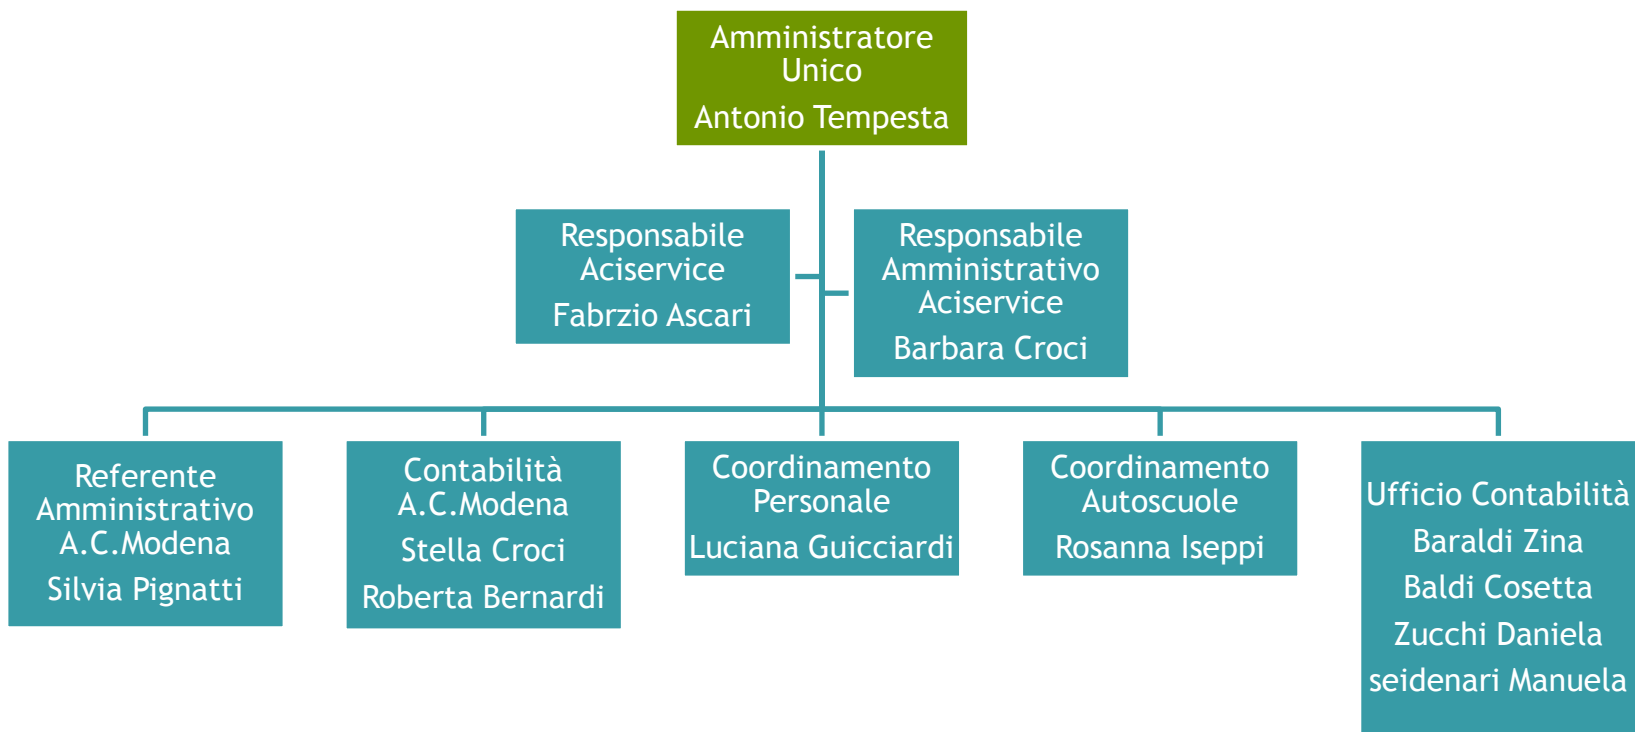 Amministratore
Unico
Antonio Tempesta
Responsabile
Aciservice
Fabrzio Ascari
Responsabile
Amministrativo
Aciservice
Barbara Croci
Referente
Amministrativo
A.C.Modena
Silvia Pignatti
Contabilità
A.C.Modena
Stella Croci
Roberta Bernardi
Coordinamento
Personale
Luciana Guicciardi
Coordinamento
Autoscuole
Rosanna Iseppi
Ufficio Contabilità
Baraldi Zina
Baldi Cosetta
Zucchi Daniela
seidenari Manuela